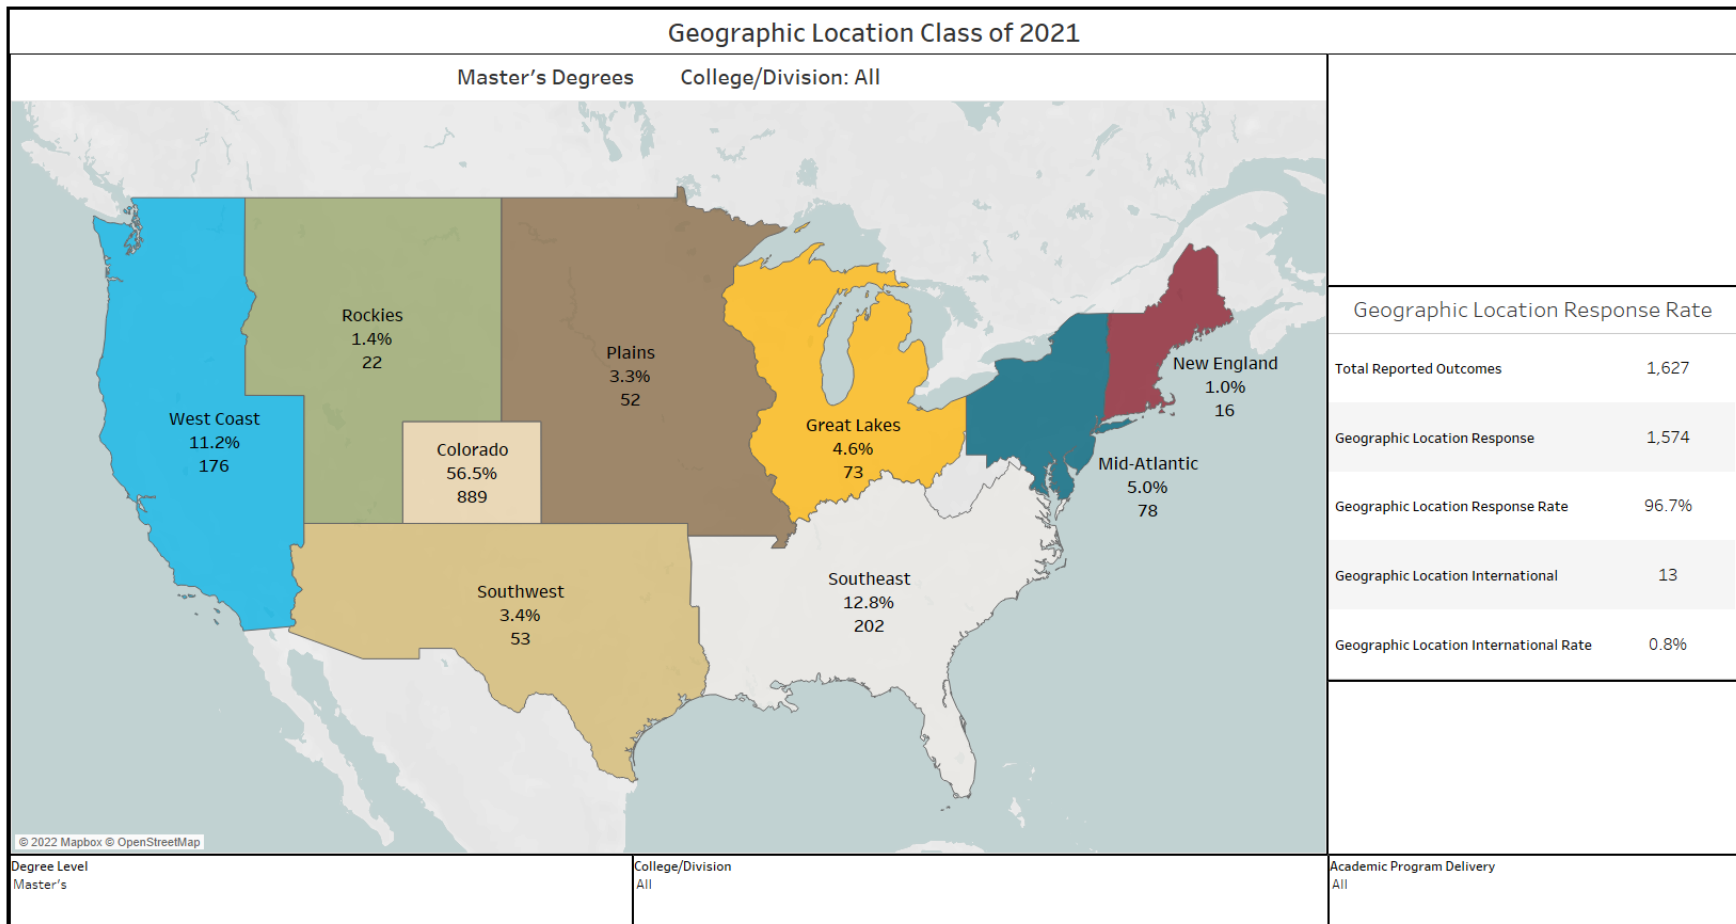 Geographic Location Class of 2021
Master's Degrees College/Division: All
Rockies
1.4%
22
Plains
3.3%
52
New England
1.0%
16
West Coast
11.2%
176
Great Lakes
4.6%
73
Colorado
56.5%
889
Mid-Atlantic
5.0%
78
Southwest
3.4%
53
Southeast
12.8%
202
© 2022 Mapbox © OpenStreetMap
Geographic Location Response Rate
Total Reported Outcomes 1,627
Geographic Location Response 1,574
Geographic Location Response Rate 96.7%
Geographic Location International 13
Geographic Location International Rate 0.8%
Degree Level
Master's
College/Division
All
Academic Program Delivery
All